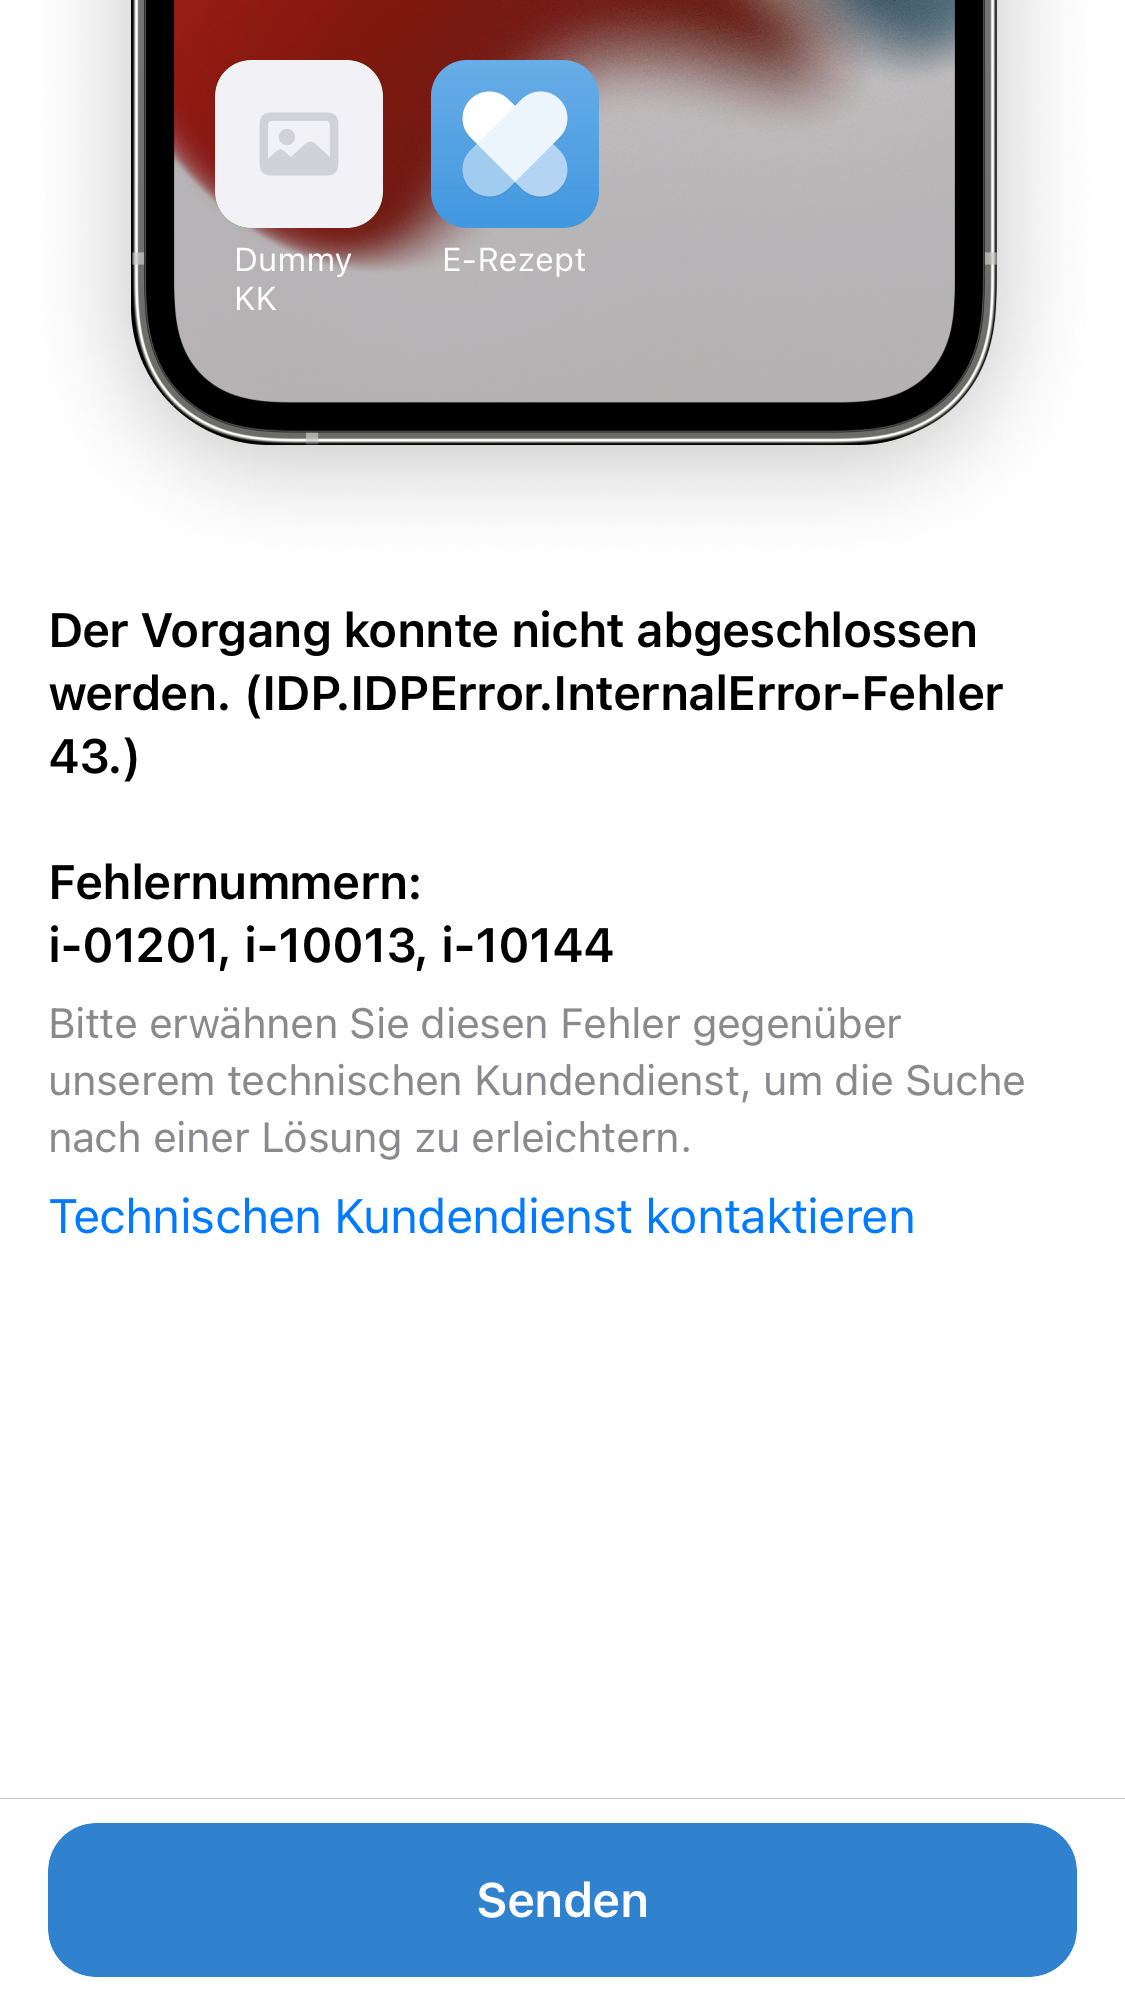 Dummy
KK
E-Rezept
Der Vorgang konnte nicht abgeschlossen
werden. (IDP.IDPError.InternalError-Fehler
43.)
Fehlernummern:
i-01201, i-10013, i-10144
Bitte erwähnen Sie diesen Fehler gegenüber
unserem technischen Kundendienst, um die Suche
nach einer Lösung zu erleichtern.
Technischen Kundendienst kontaktieren
Senden